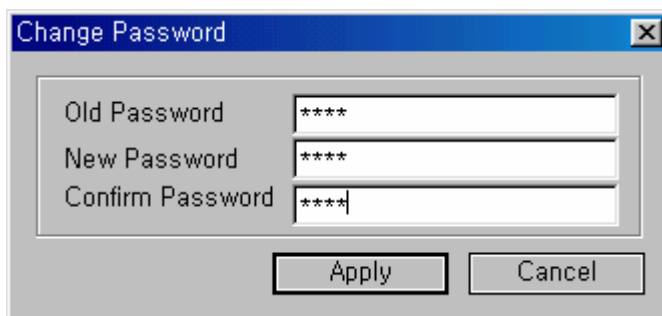 Change Password
Old Password ****
New Password ****
Confirm Password ****
Apply Cancel